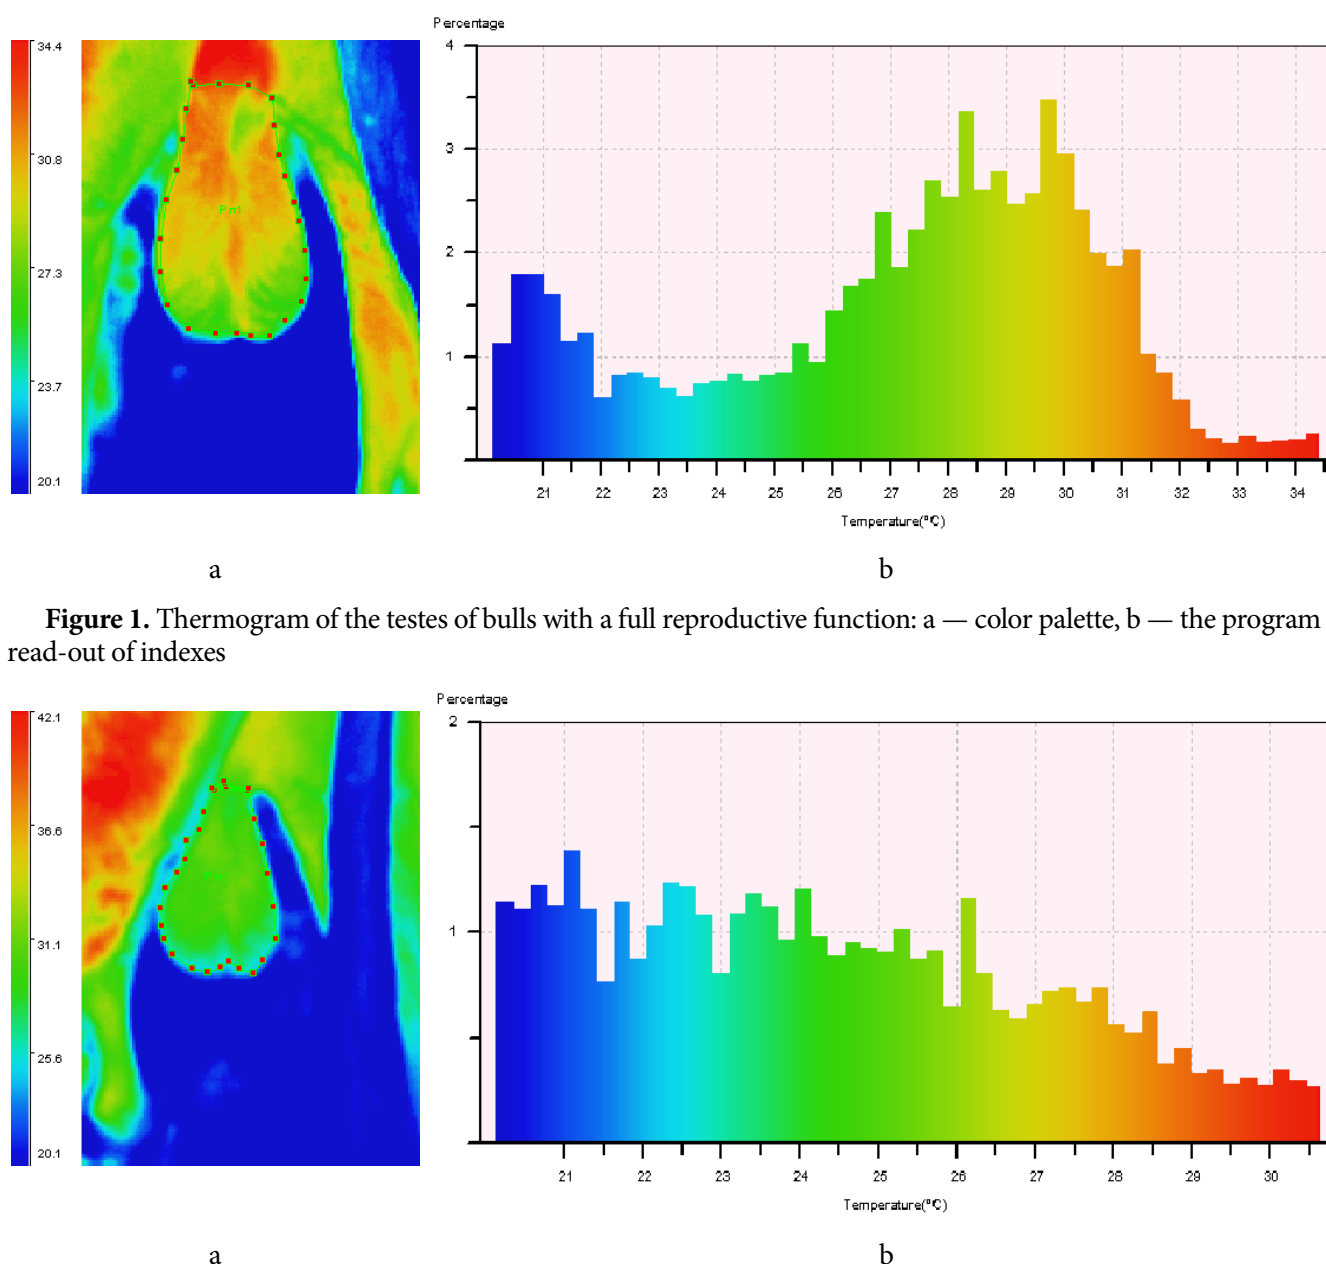 Percentage
34.4
30.8
27.3
23.7
20.1
4
3
2
1
21 22 23 24 25 26 27 28 29 30 31 32 33 34
Temperature(°C)
a
b
Figure 1. Thermogram of the testes of bulls with a full reproductive function: a — color palette, b — the program
read-out of indexes
Percentage
42.1
36.6
31.1
25.6
20.1
2
1
21 22 23 24 25 26 27 28 29 30
Temperature(°C)
a
b